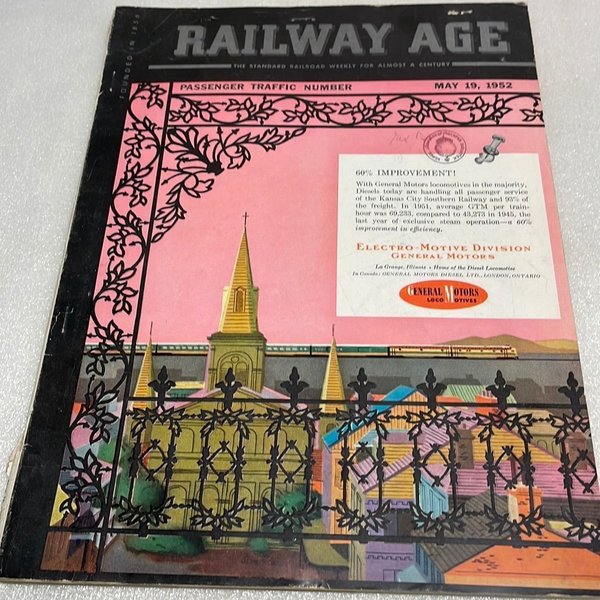 FOUNDED IN 1856
RAILWAY AGE
THE STANDARD RAILROAD WEEKLY FOR ALMOST A CENTURY
PASSENGER TRAFFIC NUMBER MAY 19, 1952
60% IMPROVEMENT!
With General Motors locomotives in the majority,
Diesels today are handling all passenger service
of the Kansas City Southern Railway and 93% of
the freight. In 1951, average GTM per train-
hour was 69,233, compared to 43,273 in 1945, the
last year of exclusive steam operation—a 60%
improvement in efficiency.
ELECTRO-MOTIVE DIVISION
GENERAL MOTORS
La Grange, Illinois • Home of the Diesel Locomotive
In Canada: GENERAL MOTORS DIESEL LTD., LONDON, ONTARIO
GENERAL MOTORS
LOCOMOTIVES